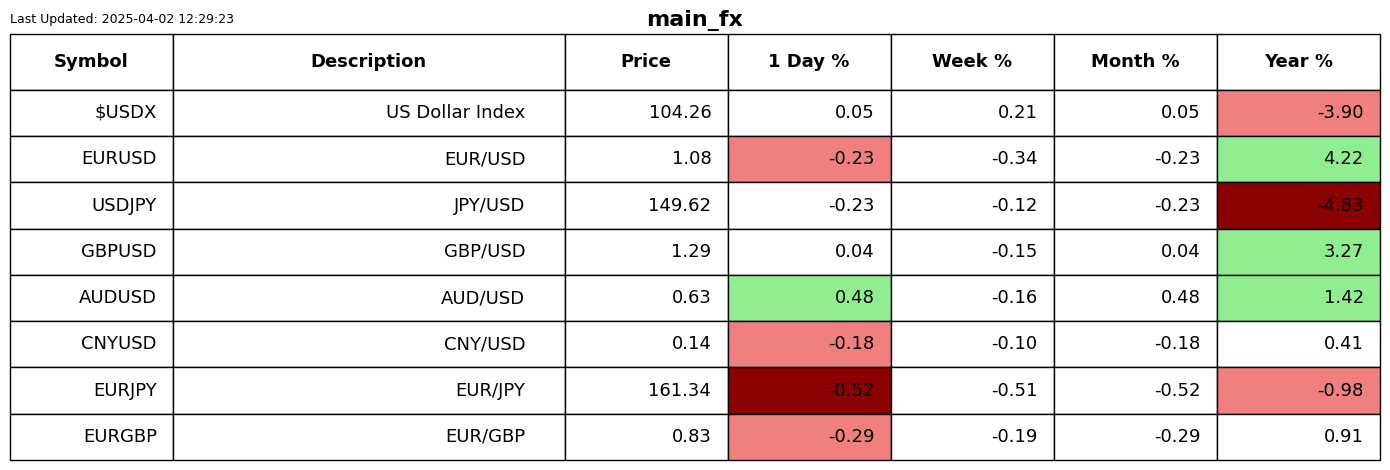 Last Updated: 2025-04-02 12:29:23
main_fx
Symbol Description Price 1 Day % Week % Month % Year %
$USDX US Dollar Index 104.26 0.05 0.21 0.05 -3.90
EURUSD EUR/USD 1.08 -0.23 -0.34 -0.23 4.22
USDJPY JPY/USD 149.62 -0.23 -0.12 -0.23 -4.83
GBPUSD GBP/USD 1.29 0.04 -0.15 0.04 3.27
AUDUSD AUD/USD 0.63 0.48 -0.16 0.48 1.42
CNYUSD CNY/USD 0.14 -0.18 -0.10 -0.18 0.41
EURJPY EUR/JPY 161.34 -0.52 -0.51 -0.52 -0.98
EURGBP EUR/GBP 0.83 -0.29 -0.19 -0.29 0.91